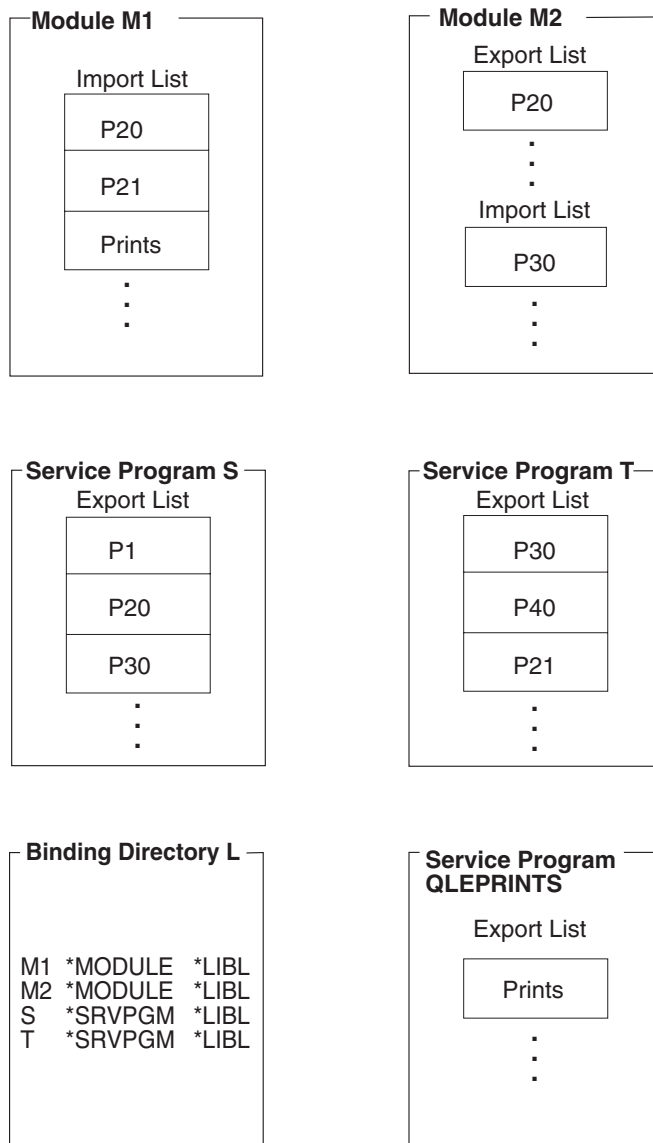 Module M1
Import List
P20
P21
Prints
.
.
.
Module M2
Export List
P20
.
.
.
Import List
P30
.
.
.
Service Program S
Export List
P1
P20
P30
.
.
.
Service Program T
Export List
P30
P40
P21
.
.
.
Binding Directory L
M1 *MODULE *LIBL
M2 *MODULE *LIBL
S *SRVPGM *LIBL
T *SRVPGM *LIBL
Service Program
QLEPRINTS
Export List
Prints
.
.
.